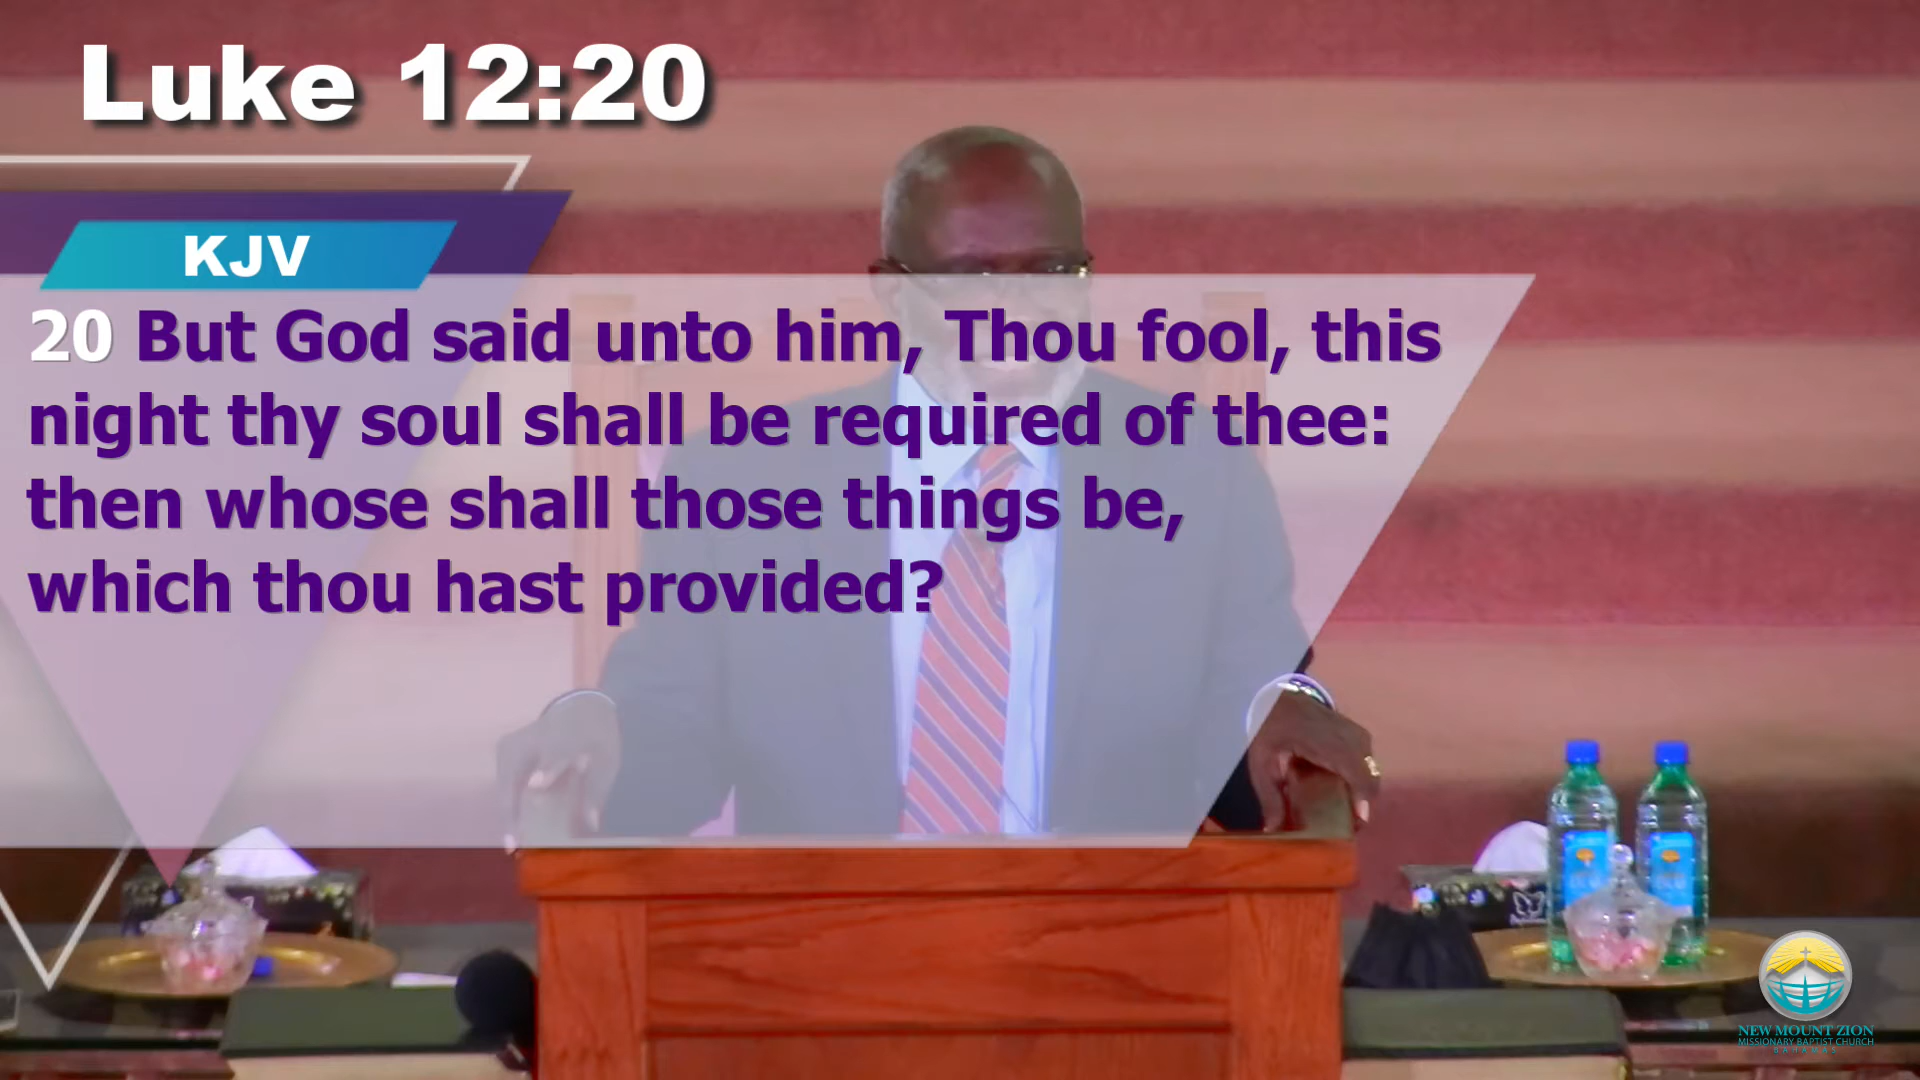 Luke 12:20
KJV
20 But God said unto him, Thou fool, this
night thy soul shall be required of thee:
then whose shall those things be,
which thou hast provided?
NEW MOUNT ZION
MISSIONARY BAPTIST CHURCH
BAHAMAS